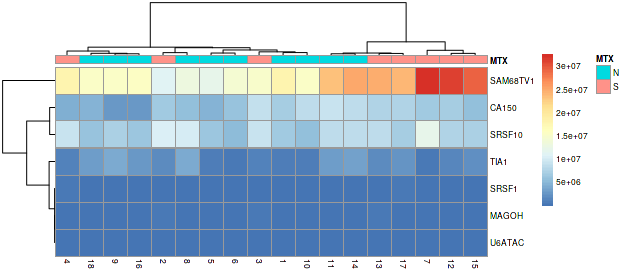 MTX
SAM68TV1
CA150
SRSF10
TIA1
SRSF1
MAGOH
U6ATAC
4 18 9 16 2 8 5 6 3 1 10 11 14 13 17 7 12 15
3e+07
2.5e+07
2e+07
1.5e+07
1e+07
5e+06
MTX
N
S